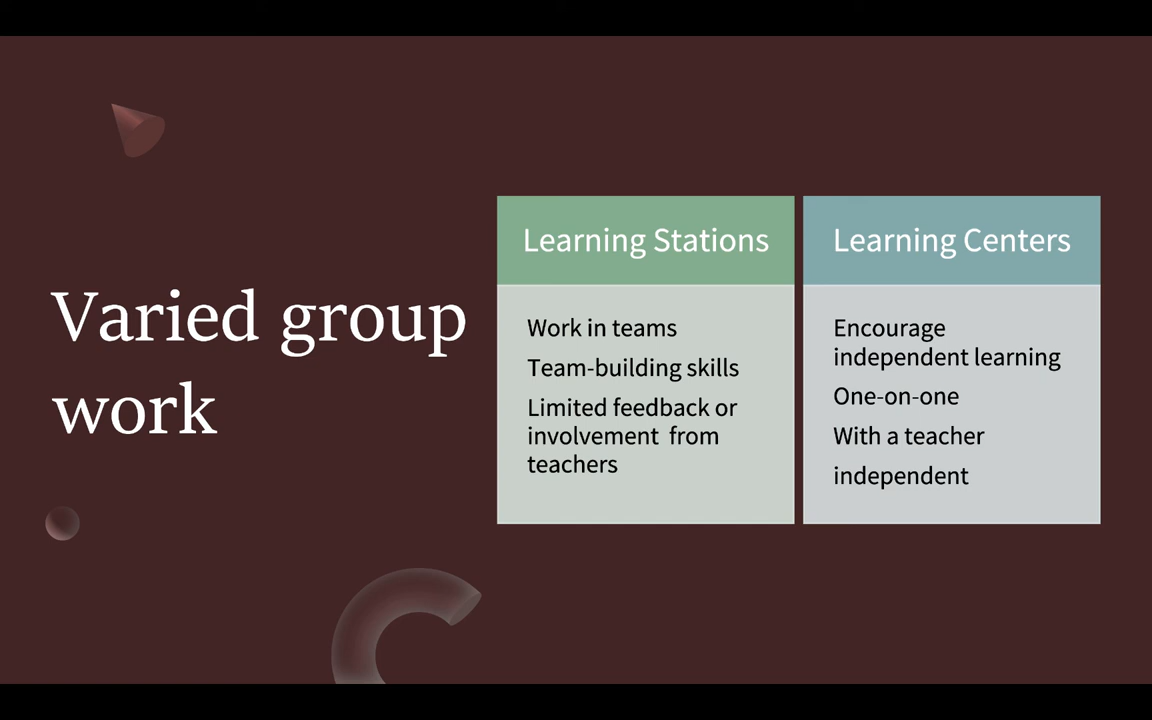 Varied group
work
Learning Stations
Work in teams
Team-building skills
Limited feedback or
involvement  from
teachers
Learning Centers
Encourage
independent learning
One-on-one
With a teacher
independent